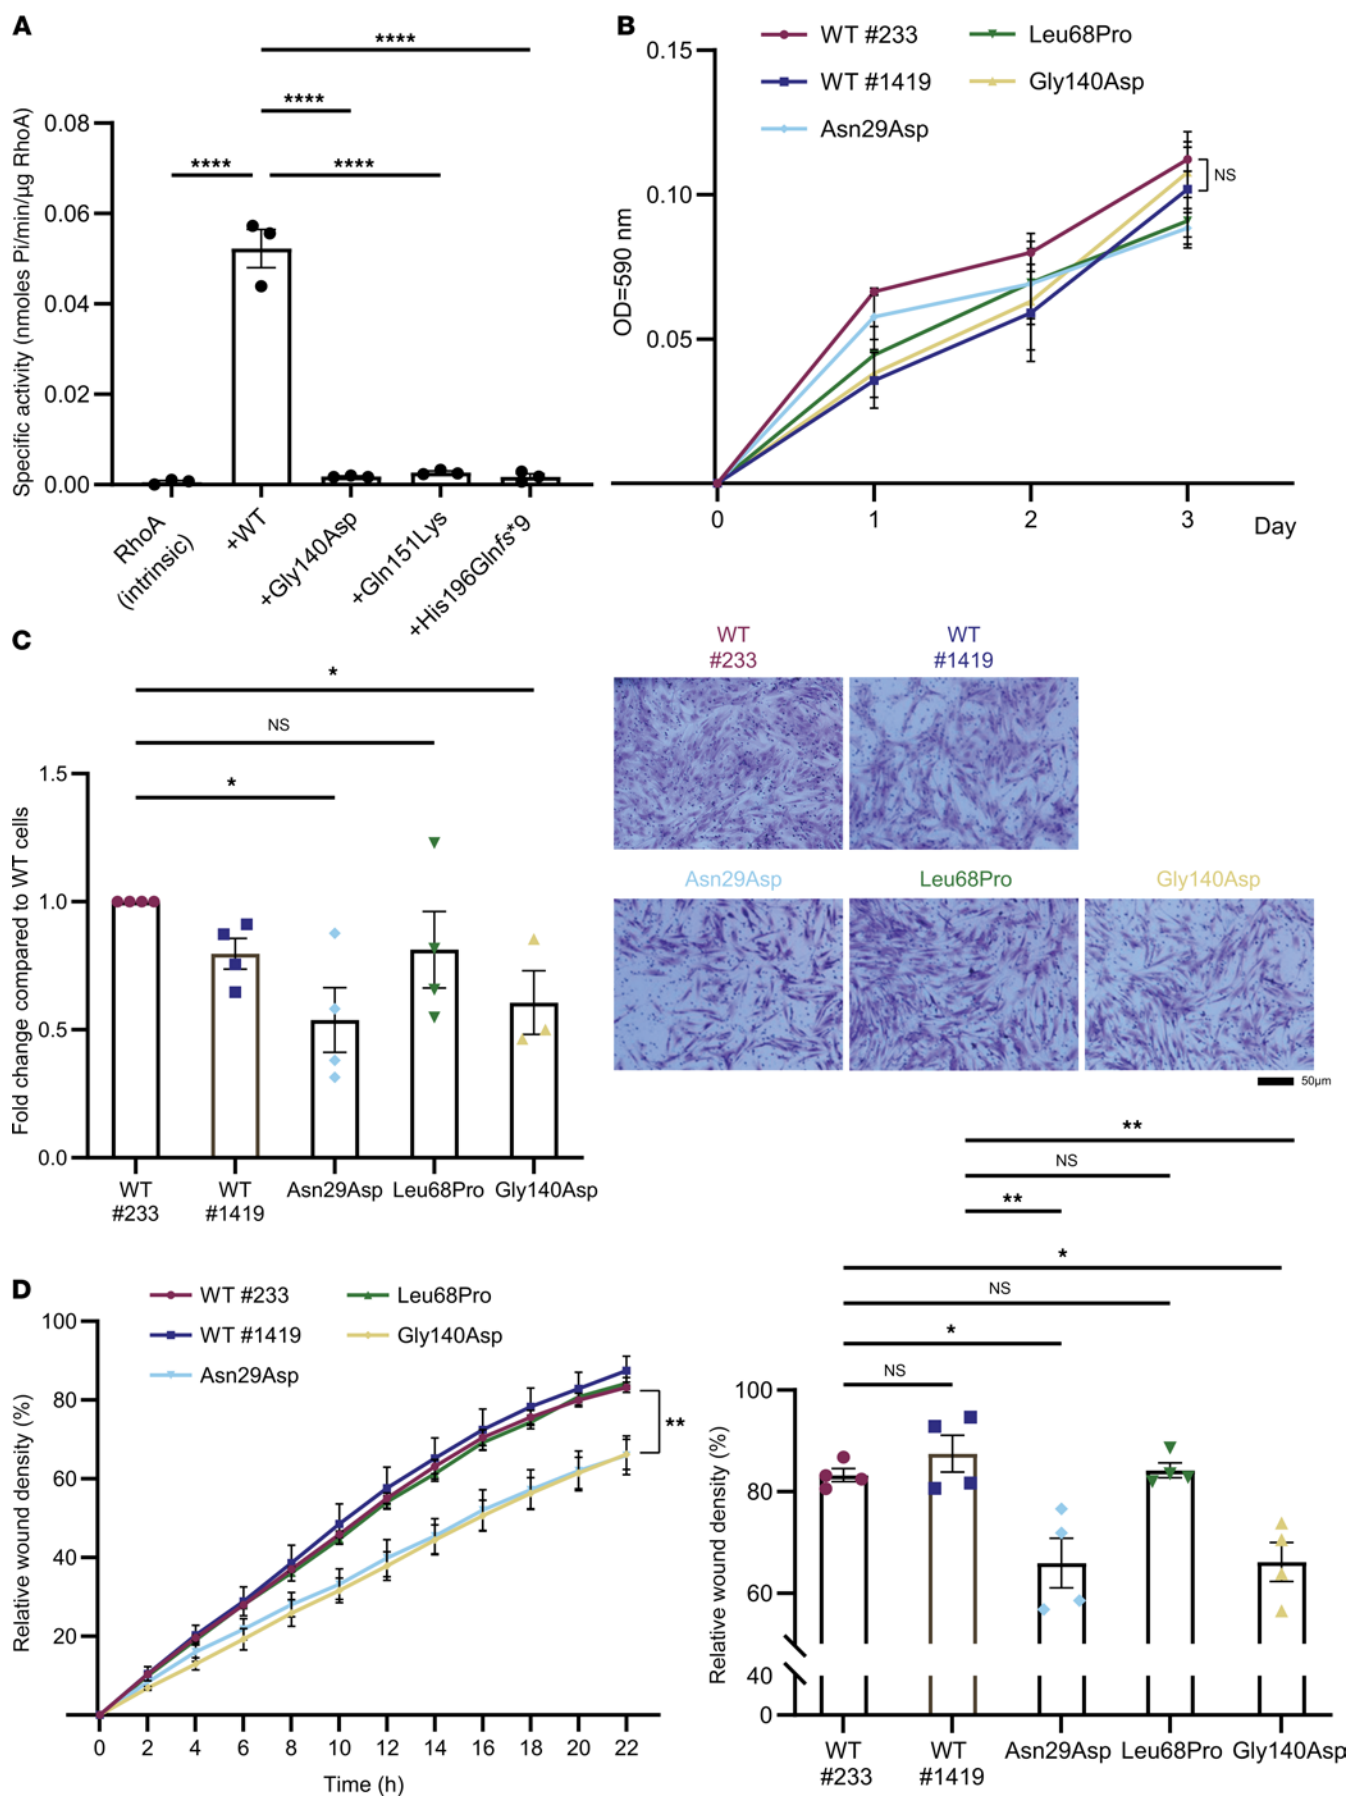 A
****
****
****
****
Specific activity (nmoles Pi/min/µg RhoA)
0.08
0.06
0.04
0.02
0.00
RhoA
(intrinsic)
+WT
+Gly140Asp
+Gln151Lys
+His196Glnfs*9
B
WT #233
WT #1419
Asn29Asp
Leu68Pro
Gly140Asp
OD=590 nm
0.15
0.10
0.05
NS
0
1
2
3
Day
C
*
NS
*
Fold change compared to WT cells
1.5
1.0
0.5
0.0
WT
#233
WT
#1419
Asn29Asp
Leu68Pro
Gly140Asp
WT
#233
WT
#1419
Asn29Asp
Leu68Pro
Gly140Asp
50µm
D
WT #233
WT #1419
Asn29Asp
Leu68Pro
Gly140Asp
Relative wound density (%)
100
80
60
40
20
**
0
2
4
6
8
10
12
14
16
18
20
22
Time (h)
**
NS
**
*
NS
*
NS
Relative wound density (%)
100
80
60
40
0
WT
#233
WT
#1419
Asn29Asp
Leu68Pro
Gly140Asp